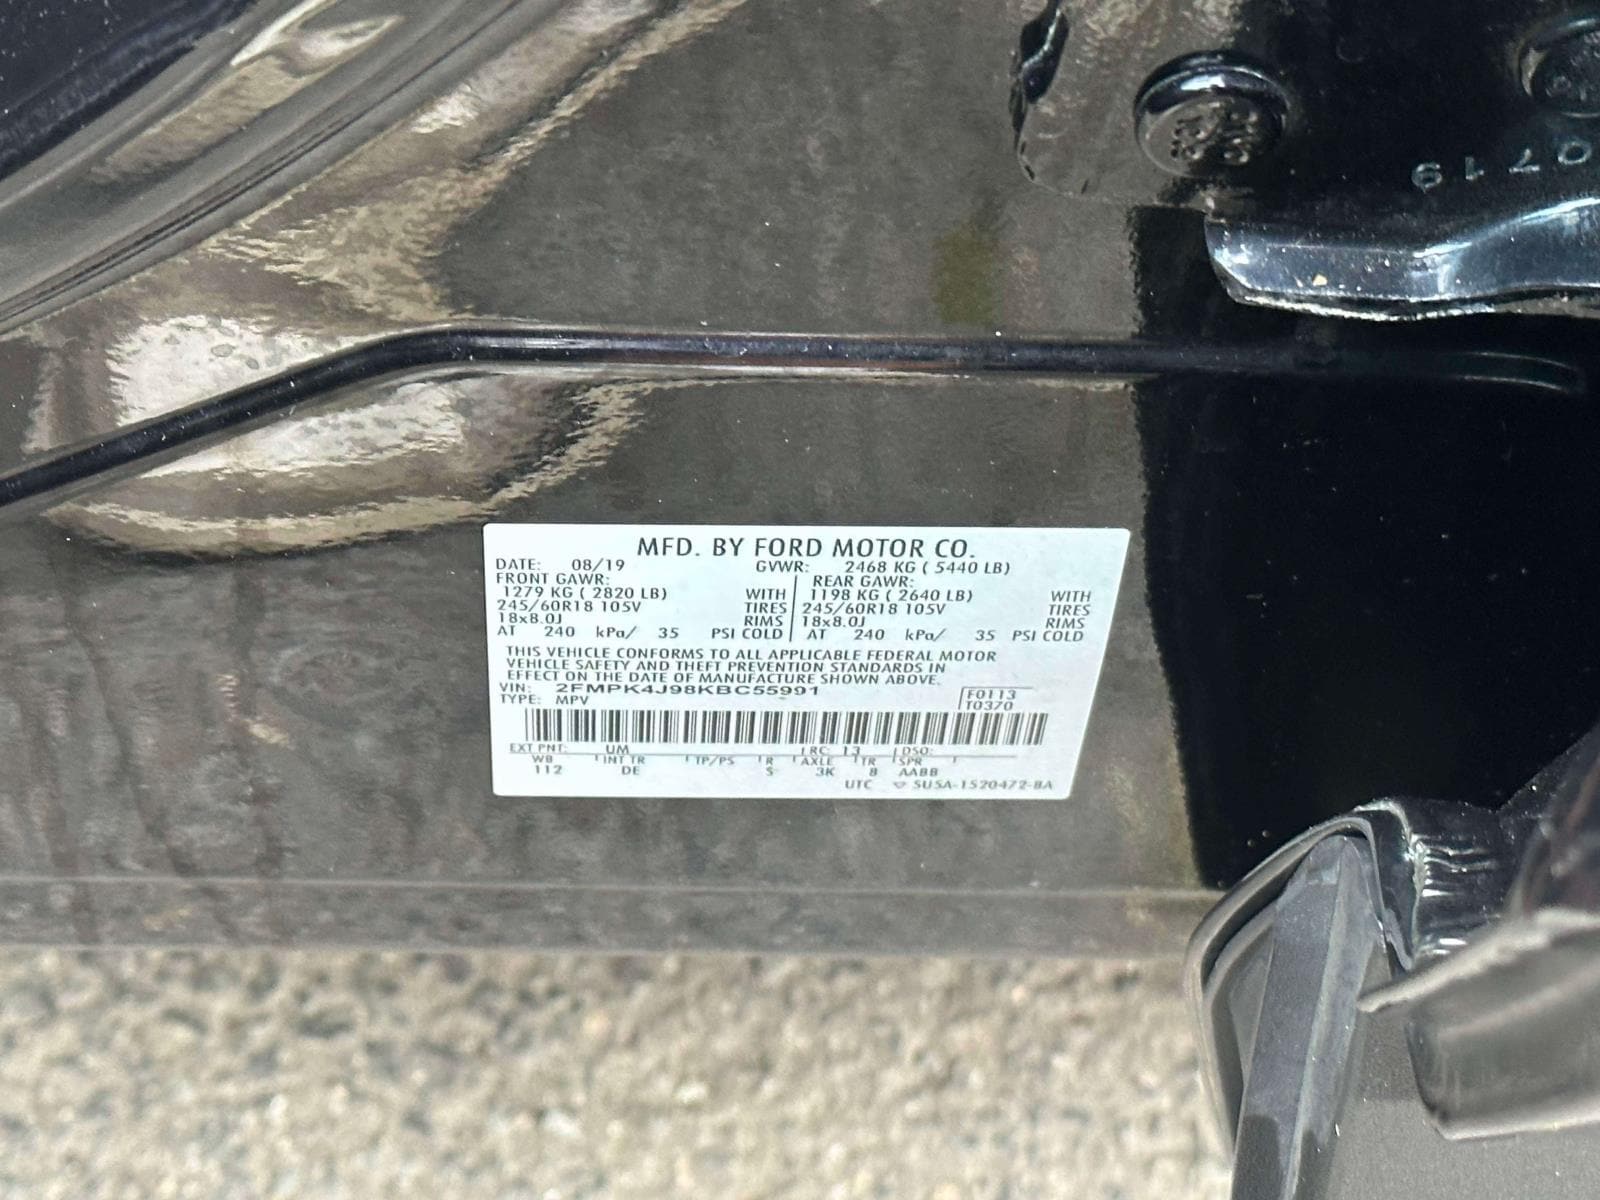 0719
MFD. BY FORD MOTOR CO.
DATE: 08/19 GVWR: 2468 KG ( 5440 LB)
FRONT GAWR: REAR GAWR:
1279 KG ( 2820 LB) WITH 1198 KG ( 2640 LB) WITH
245/60R18 105V TIRES 245/60R18 105V TIRES
18x8.0J RIMS 18x8.0J RIMS
AT 240 kPa/ 35 PSI COLD AT 240 kPa/ 35 PSI COLD
THIS VEHICLE CONFORMS TO ALL APPLICABLE FEDERAL MOTOR
VEHICLE SAFETY AND THEFT PREVENTION STANDARDS IN
EFFECT ON THE DATE OF MANUFACTURE SHOWN ABOVE.
VIN: 2FMPK4J98KBC55991 F0113
TYPE: MPV T0370
EXT PNT: UM RC: 13 DSO:
WB INT TR TP/PS R AXLE TR SPR
112 DE S 3K 8 AABB
UTC SU5A-1520472-BA